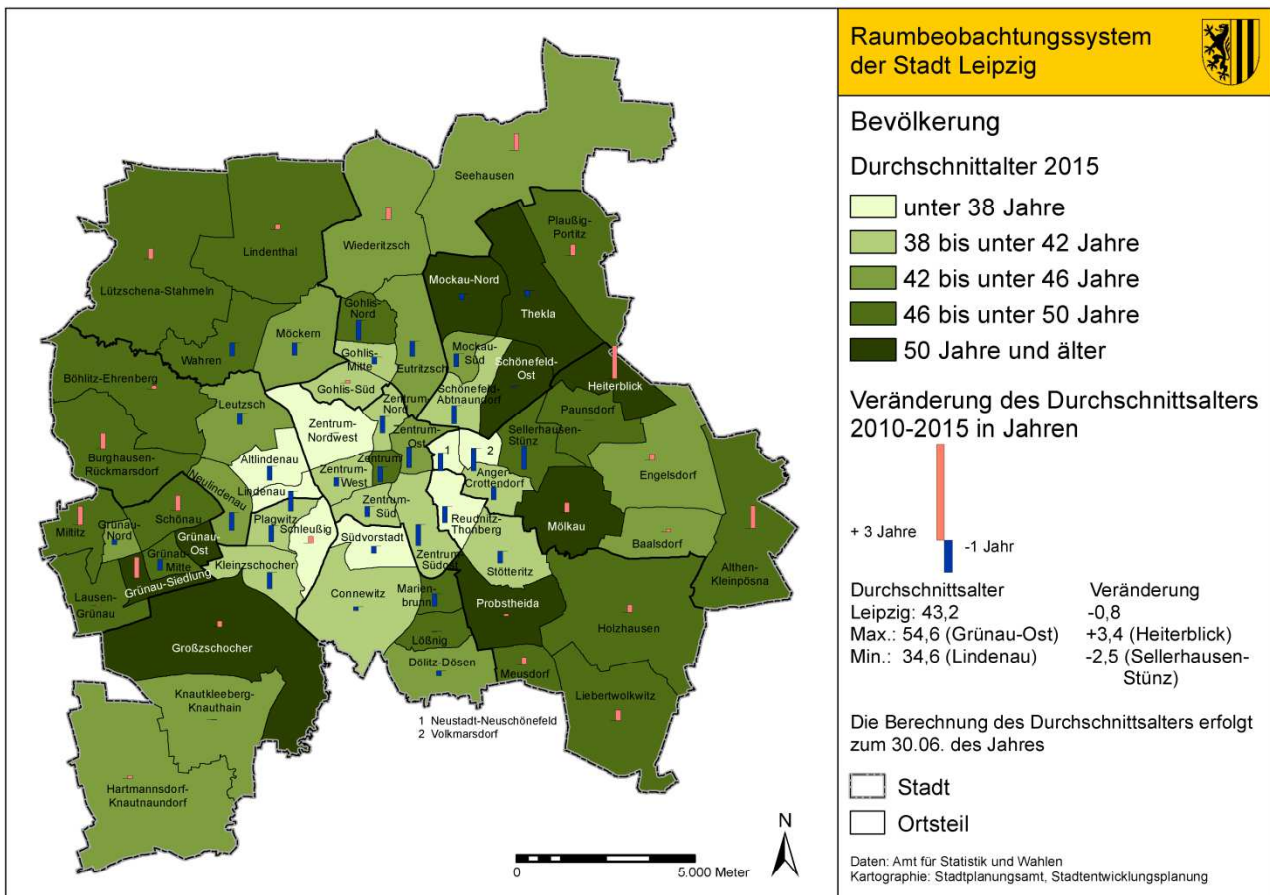 Raumbeobachtungssystem
der Stadt Leipzig
Bevölkerung
Durchschnittalter 2015
unter 38 Jahre
38 bis unter 42 Jahre
42 bis unter 46 Jahre
46 bis unter 50 Jahre
50 Jahre und älter
Veränderung des Durchschnittsalters
2010-2015 in Jahren
+ 3 Jahre
-1 Jahr
Durchschnittsalter Veränderung
Leipzig: 43,2 -0,8
Max.: 54,6 (Grünau-Ost) +3,4 (Heiterblick)
Min.: 34,6 (Lindenau) -2,5 (Sellerhausen-
Stünz)
Die Berechnung des Durchschnittsalters erfolgt
zum 30.06. des Jahres
Stadt
Ortsteil
Daten: Amt für Statistik und Wahlen
Kartographie: Stadtplanungsamt, Stadtentwicklungsplanung
Seehausen
Plaußig-
Portitz
Lindenthal
Wiederitzsch
Lützschena-Stahmeln
Mockau-Nord
Thekla
Gohlis-
Nord
Möckern
Wahren
Gohlis-
Mitte
Eutritzsch
Mockau-
Süd
Schönefeld-
Ost
Heiterblick
Böhlitz-Ehrenberg
Gohlis-Süd
Schönefeld-
Abtnaundorf
Paunsdorf
Leutzsch
Zentrum-
Nord
Zentrum-
Nordwest
Zentrum-
Ost
Sellerhausen-
Stünz
Burghausen-
Rückmarsdorf
Altlindenau
Zentrum
1
2
Engelsdorf
Neulindenau
Lindenau
Zentrum-
West
Anger-
Crottendorf
Schönau
Miltitz
Grünau-
Nord
Plagwitz
Zentrum-
Süd
Reudnitz-
Thonberg
Mölkau
Schleußig
Südvorstadt
Grünau-
Ost
Baalsdorf
Grünau-
Mitte
Kleinzschocher
Zentrum-
Südost
Stötteritz
Althen-
Kleinpösna
Grünau-Siedlung
Lausen-
Grünau
Connewitz
Marien-
brunn
Probstheida
Holzhausen
Großzschocher
Lößnig
Dölitz-Dösen
Meusdorf
Liebertwolkwitz
Knautkleeberg-
Knauthain
Hartmannsdorf-
Knautnaundorf
1 Neustadt-Neuschönefeld
2 Volkmarsdorf
N
0 5.000 Meter